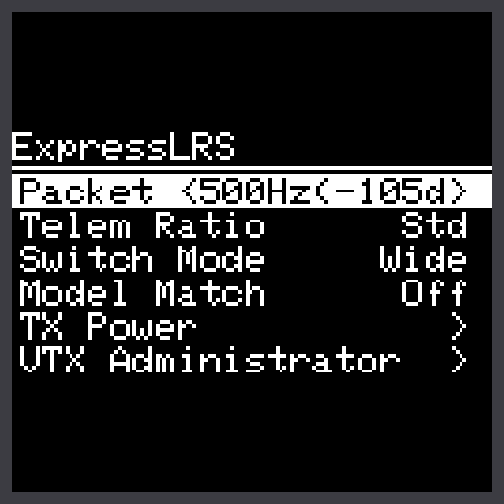 ExpressLRS
Packet <500Hz(-105d>
Telem Ratio Std
Switch Mode Wide
Model Match Off
TX Power >
VTX Administrator >